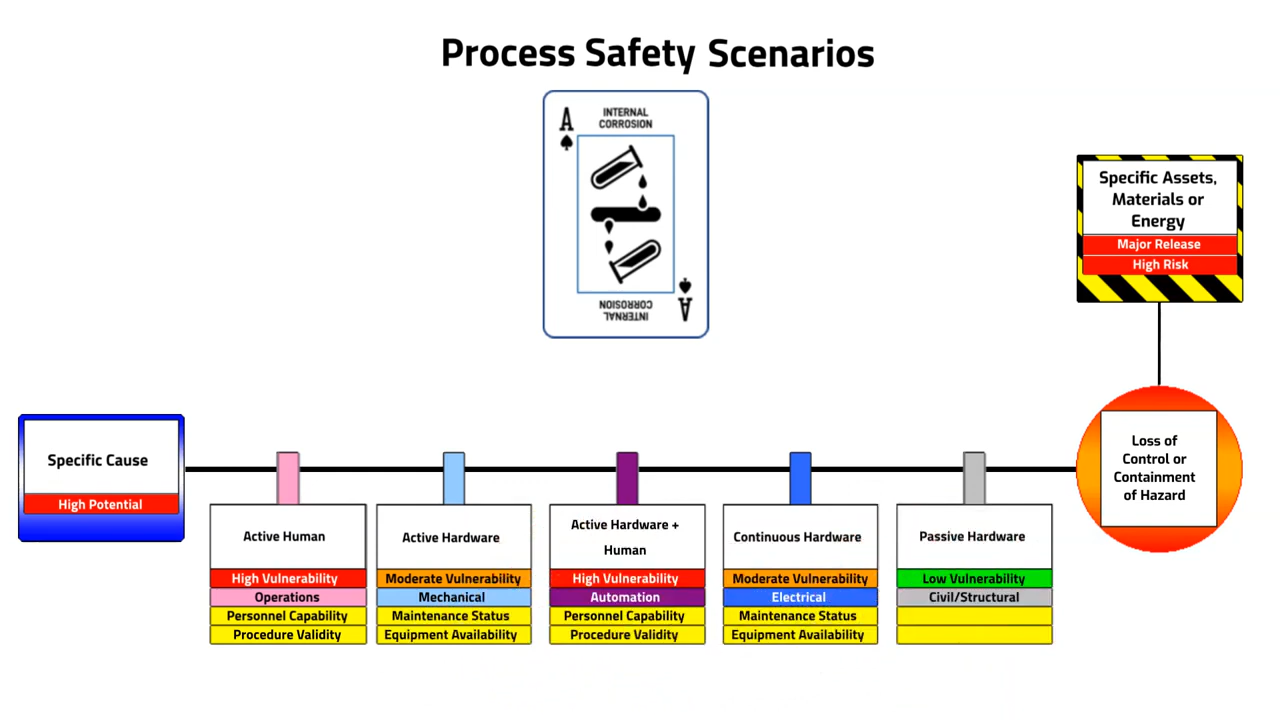 Process Safety Scenarios
A
INTERNAL
CORROSION
INTERNAL
CORROSION
A
Specific Assets,
Materials or
Energy
Major Release
High Risk
Specific Cause
High Potential
Active Human
High Vulnerability
Operations
Personnel Capability
Procedure Validity
Active Hardware
Moderate Vulnerability
Mechanical
Maintenance Status
Equipment Availability
Active Hardware +
Human
High Vulnerability
Automation
Personnel Capability
Procedure Validity
Continuous Hardware
Moderate Vulnerability
Electrical
Maintenance Status
Equipment Availability
Passive Hardware
Low Vulnerability
Civil/Structural
Loss of
Control or
Containment
of Hazard